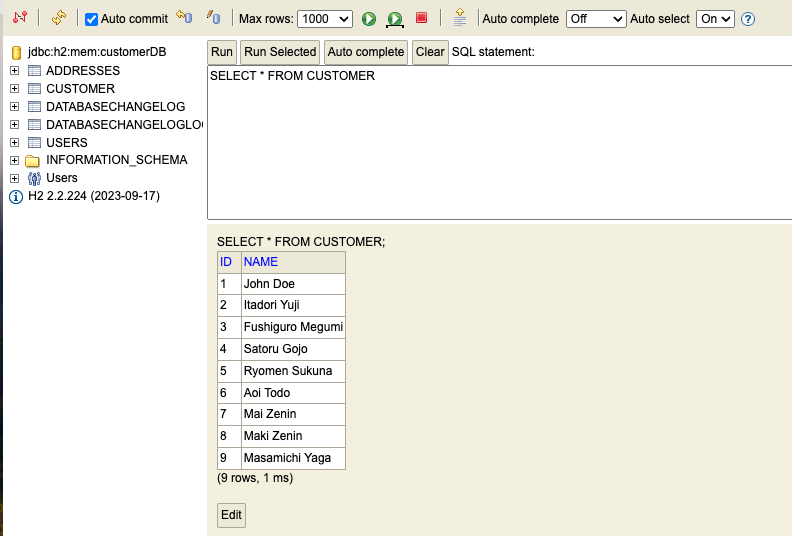 Auto commit Max rows: 1000 Auto complete Off Auto select On ?
jdbc:h2:mem:customerDB
ADDRESSES
CUSTOMER
DATABASECHANGELOG
DATABASECHANGELOGLO
USERS
INFORMATION_SCHEMA
Users
H2 2.2.224 (2023-09-17)
Run Run Selected Auto complete Clear SQL statement:
SELECT * FROM CUSTOMER
SELECT * FROM CUSTOMER;
ID NAME
1 John Doe
2 Itadori Yuji
3 Fushiguro Megumi
4 Satoru Gojo
5 Ryomen Sukuna
6 Aoi Todo
7 Mai Zenin
8 Maki Zenin
9 Masamichi Yaga
(9 rows, 1 ms)
Edit